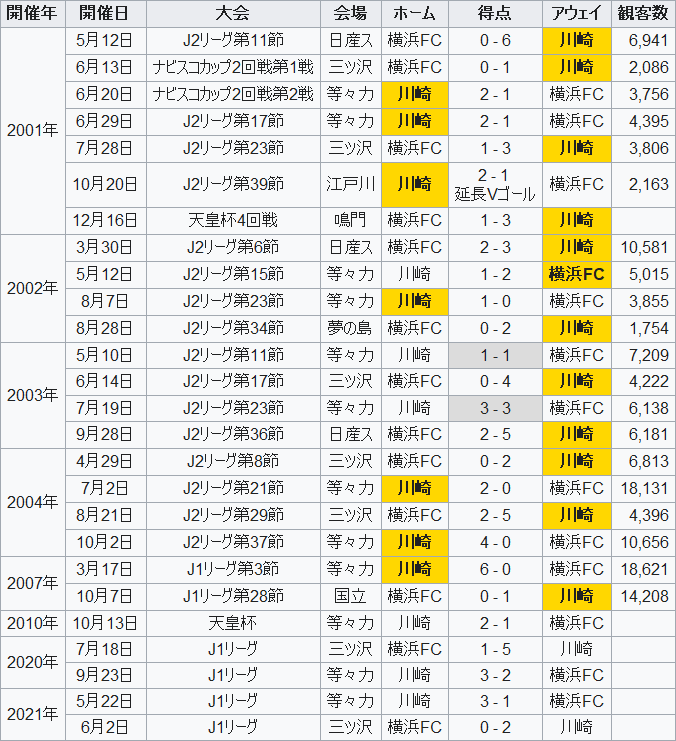 開催年 開催日 大会 会場 ホーム 得点 アウェイ 観客数
2001年 5月12日 J2リーグ第11節 日産ス 横浜FC 0 - 6 川崎 6,941
6月13日 ナビスコカップ2回戦第1戦 三ツ沢 横浜FC 0 - 1 川崎 2,086
6月20日 ナビスコカップ2回戦第2戦 等々力 川崎 2 - 1 横浜FC 3,756
6月29日 J2リーグ第17節 等々力 川崎 2 - 1 横浜FC 4,395
7月28日 J2リーグ第23節 三ツ沢 横浜FC 1 - 3 川崎 3,806
10月20日 J2リーグ第39節 江戸川 川崎 2 - 1 延長Vゴール 横浜FC 2,163
12月16日 天皇杯4回戦 鳴門 横浜FC 1 - 3 川崎
2002年 3月30日 J2リーグ第6節 日産ス 横浜FC 2 - 3 川崎 10,581
5月12日 J2リーグ第15節 等々力 川崎 1 - 2 横浜FC 5,015
8月7日 J2リーグ第23節 等々力 川崎 1 - 0 横浜FC 3,855
8月28日 J2リーグ第34節 夢の島 横浜FC 0 - 2 川崎 1,754
2003年 5月10日 J2リーグ第11節 等々力 川崎 1 - 1 横浜FC 7,209
6月14日 J2リーグ第17節 三ツ沢 横浜FC 0 - 4 川崎 4,222
7月19日 J2リーグ第23節 等々力 川崎 3 - 3 横浜FC 6,138
9月28日 J2リーグ第36節 日産ス 横浜FC 2 - 5 川崎 6,181
2004年 4月29日 J2リーグ第8節 三ツ沢 横浜FC 0 - 2 川崎 6,813
7月2日 J2リーグ第21節 等々力 川崎 2 - 0 横浜FC 18,131
8月21日 J2リーグ第29節 三ツ沢 横浜FC 2 - 5 川崎 4,396
10月2日 J2リーグ第37節 等々力 川崎 4 - 0 横浜FC 10,656
2007年 3月17日 J1リーグ第3節 等々力 川崎 6 - 0 横浜FC 18,621
10月7日 J1リーグ第28節 国立 横浜FC 0 - 1 川崎 14,208
2010年 10月13日 天皇杯 等々力 川崎 2 - 1 横浜FC
2020年 7月18日 J1リーグ 三ツ沢 横浜FC 1 - 5 川崎
9月23日 J1リーグ 等々力 川崎 3 - 2 横浜FC
2021年 5月22日 J1リーグ 等々力 川崎 3 - 1 横浜FC
6月2日 J1リーグ 三ツ沢 横浜FC 0 - 2 川崎